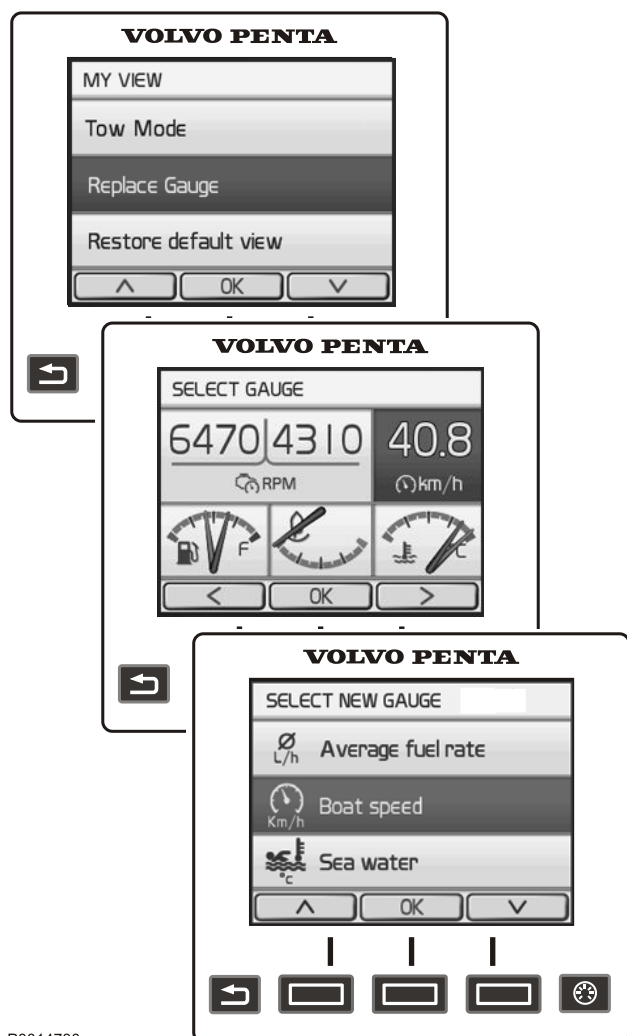 VOLVO PENTA
MY VIEW
Tow Mode
Replace Gauge
Restore default view
OK
VOLVO PENTA
SELECT GAUGE
6470 4310 40.8
RPM km/h
F C
< OK >
VOLVO PENTA
SELECT NEW GAUGE
Ø L/h Average fuel rate
Km/h Boat speed
°C Sea water
OK